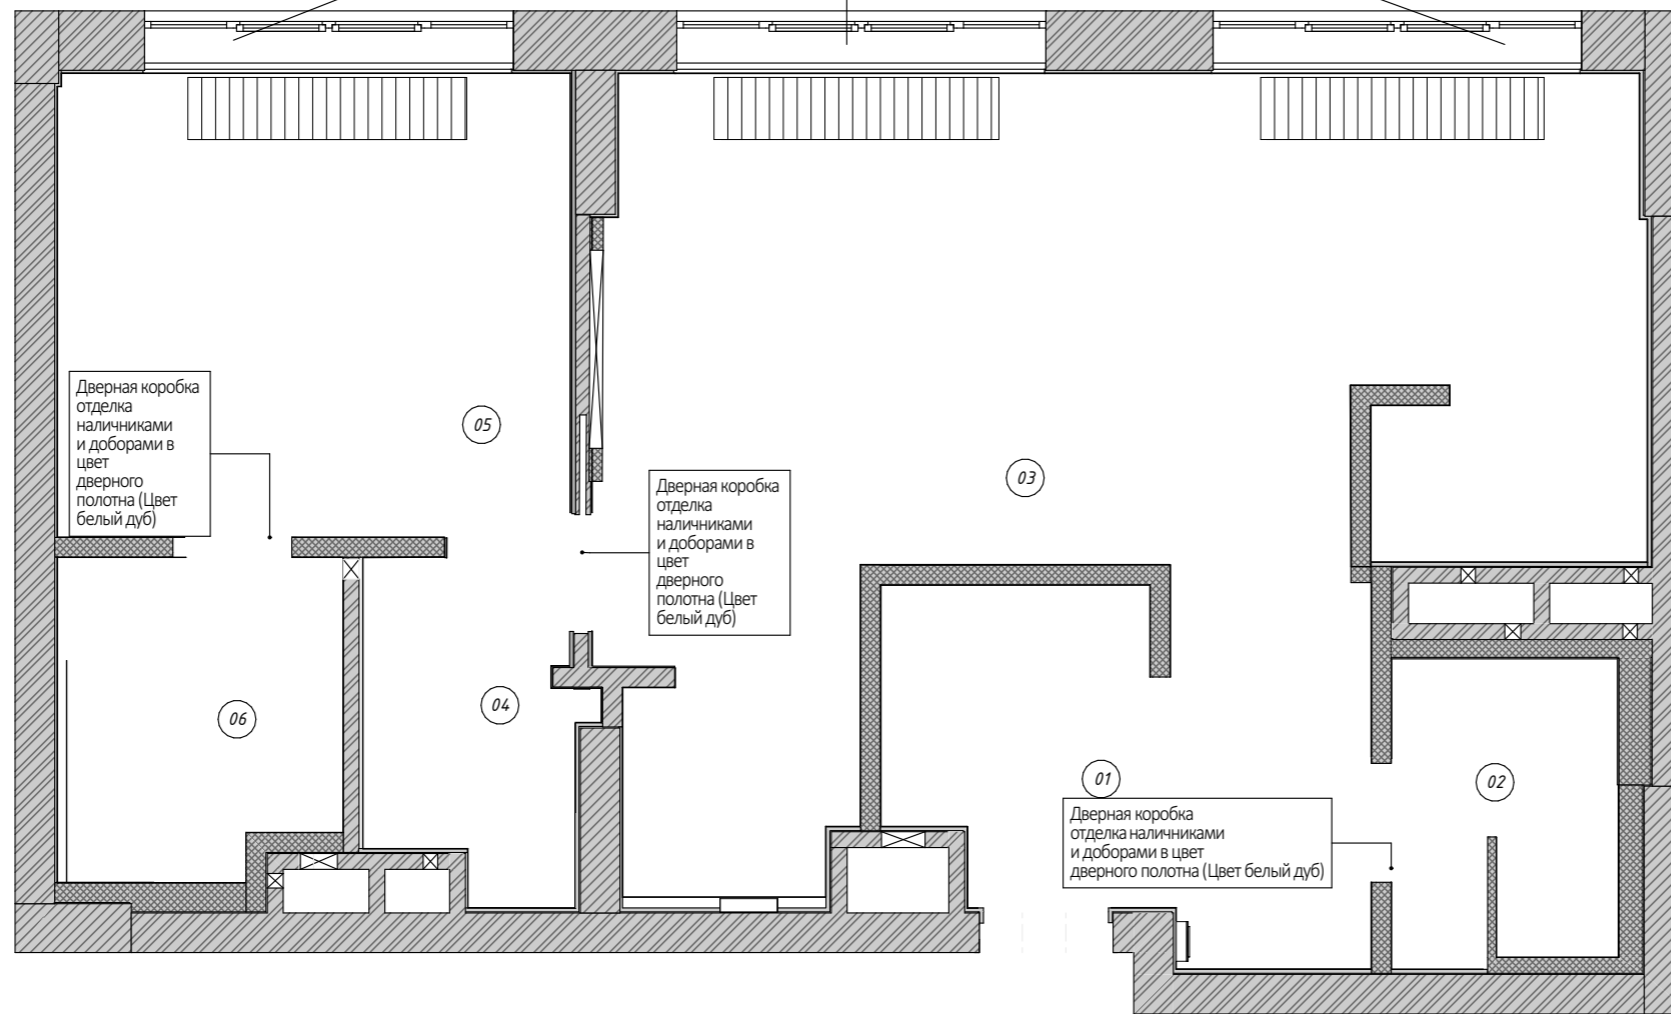 Дверная коробка
отделка
наличниками
и доборами в
цвет
дверного
полотна (Цвет
белый дуб)
05
03
Дверная коробка
отделка
наличниками
и доборами в
цвет
дверного
полотна (Цвет
белый дуб)
06
04
01
02
Дверная коробка
отделка наличниками
и доборами в цвет
дверного полотна (Цвет белый дуб)